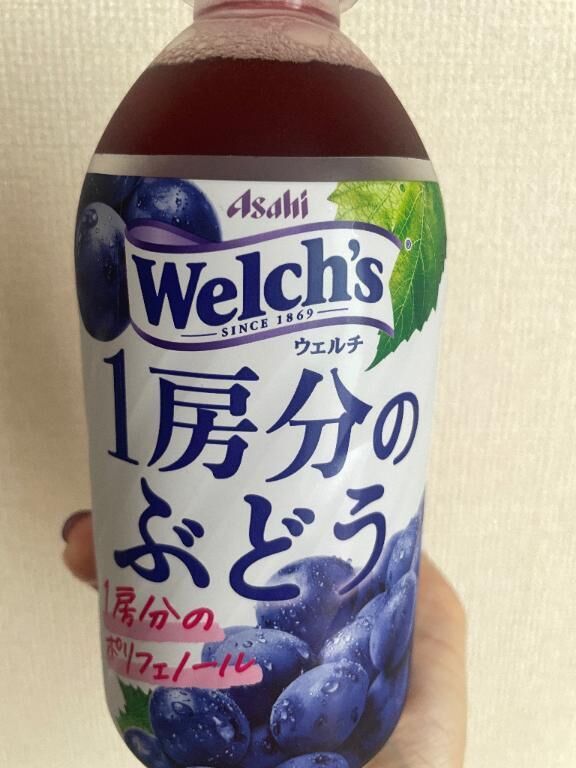 Asahi
Welch's®
SINCE 1869
ウェルチ
1房分の
ぶどう
1房分の
ポリフェノール